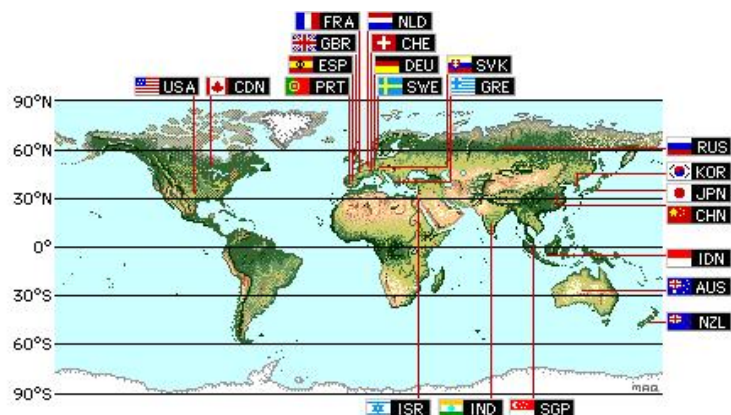 FRA NLD
GBR CHE
ESP DEU SVK
USA CDN PRT SWE GRE
90°N
60°N
RUS
KOR
30°N
JPN
CHN
0°
IDN
AUS
30°S
NZL
60°S
maq
90°S
ISR IND SGP